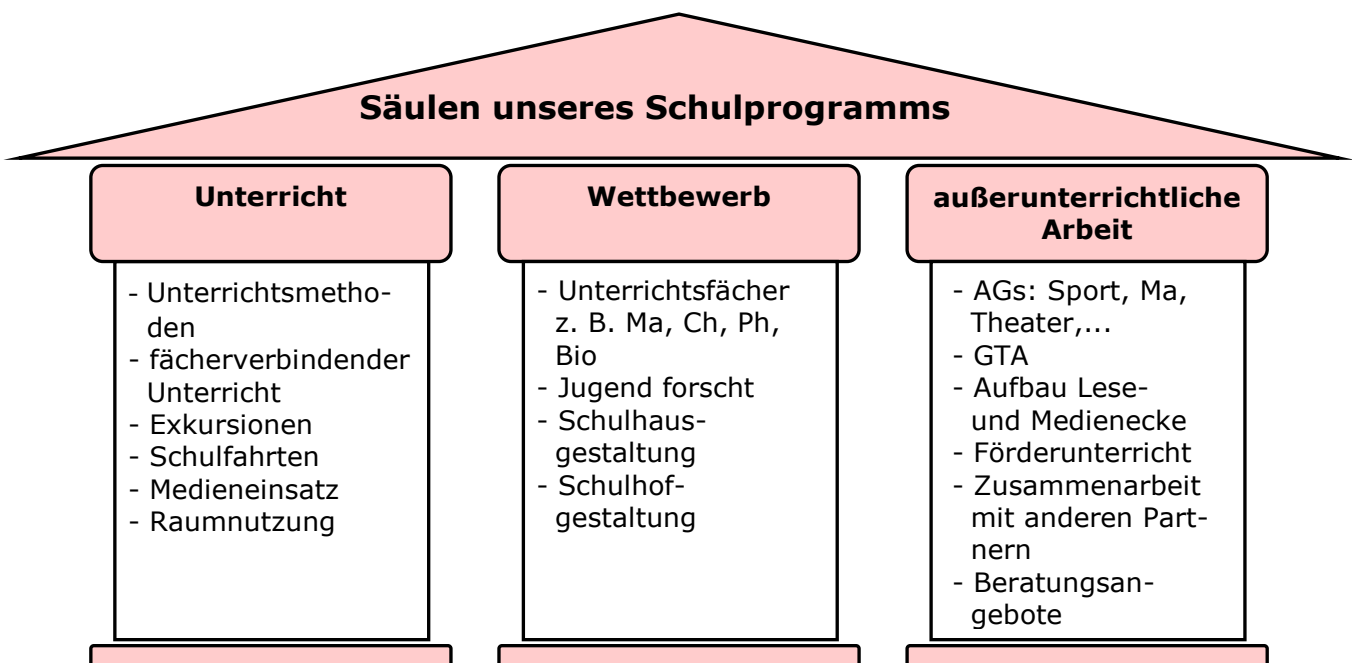 Säulen unseres Schulprogramms
Unterricht
- Unterrichtsmetho-
den
- fächerverbindender
Unterricht
- Exkursionen
- Schulfahrten
- Medieneinsatz
- Raumnutzung
Wettbewerb
- Unterrichtsfächer
z. B. Ma, Ch, Ph,
Bio
- Jugend forscht
- Schulhaus-
gestaltung
- Schulhof-
gestaltung
außerunterrichtliche
Arbeit
- AGs: Sport, Ma,
Theater,...
- GTA
- Aufbau Lese-
und Medienecke
- Förderunterricht
- Zusammenarbeit
mit anderen Part-
nern
- Beratungsan-
gebote